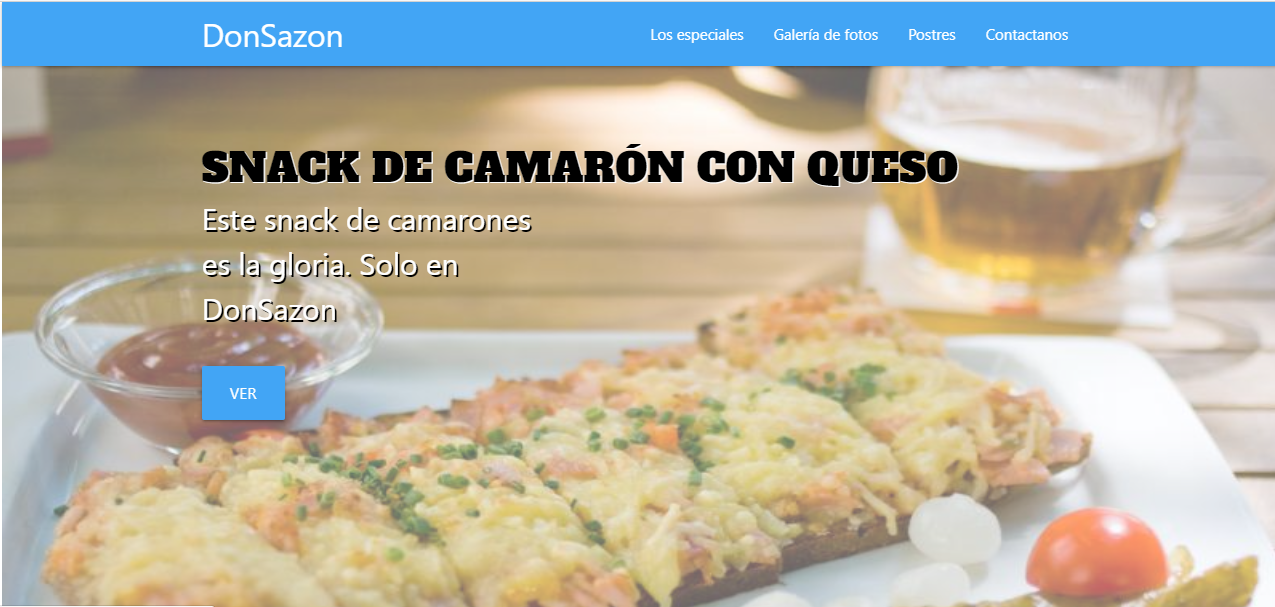 DonSazon
Los especiales Galería de fotos Postres Contactanos
SNACK DE CAMARÓN CON QUESO
Este snack de camarones
es la gloria. Solo en
DonSazon
VER